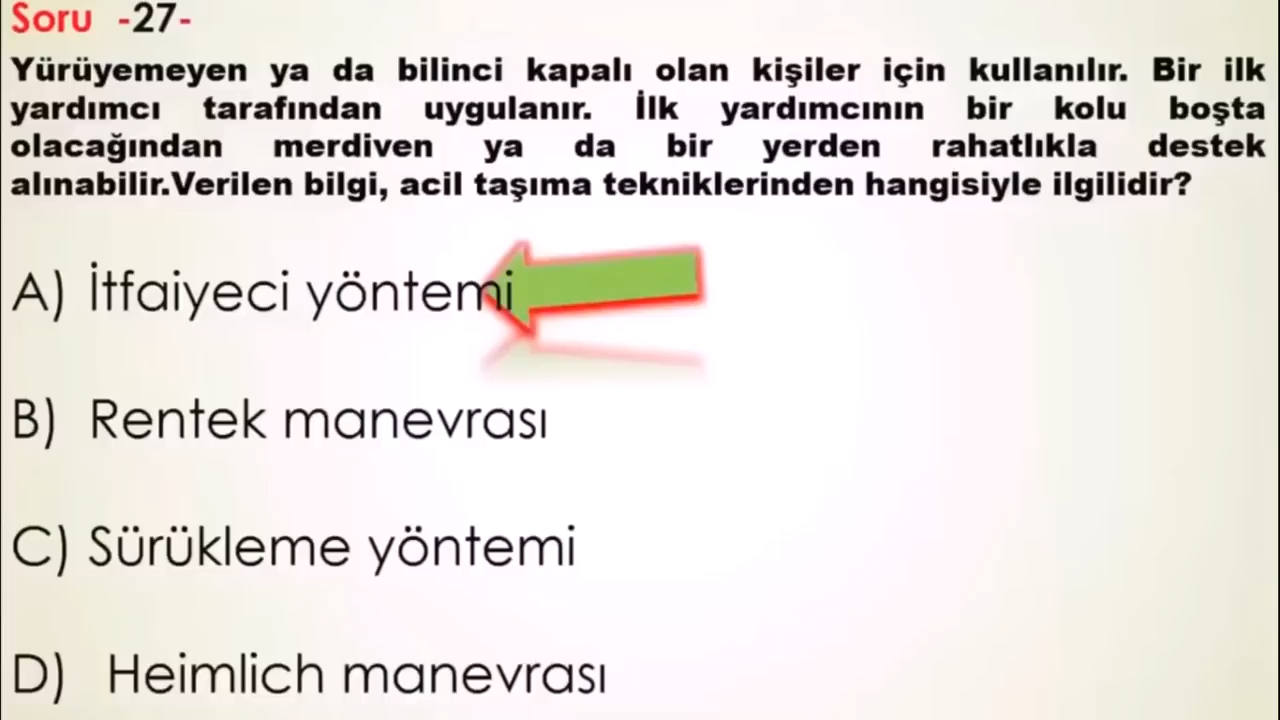 Soru -27-
Yürüyemeyen ya da bilinci kapalı olan kişiler için kullanılır. Bir ilk
yardımcı tarafından uygulanır. İlk yardımcının bir kolu boşta
olacağından merdiven ya da bir yerden rahatlıkla destek
alınabilir.Verilen bilgi, acil taşıma tekniklerinden hangisiyle ilgilidir?
A) İtfaiyeci yöntemi
B) Rentek manevrası
C) Sürükleme yöntemi
D) Heimlich manevrası